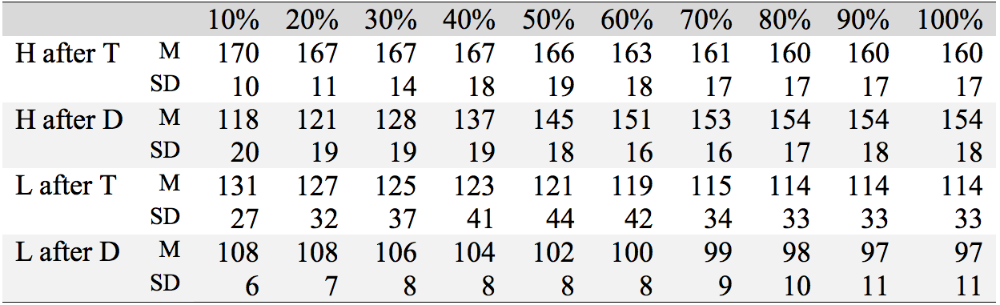 10% 20% 30% 40% 50% 60% 70% 80% 90% 100%
H after T M 170 167 167 167 166 163 161 160 160 160
SD 10 11 14 18 19 18 17 17 17 17
H after D M 118 121 128 137 145 151 153 154 154 154
SD 20 19 19 19 18 16 16 17 18 18
L after T M 131 127 125 123 121 119 115 114 114 114
SD 27 32 37 41 44 42 34 33 33 33
L after D M 108 108 106 104 102 100 99 98 97 97
SD 6 7 8 8 8 8 9 10 11 11